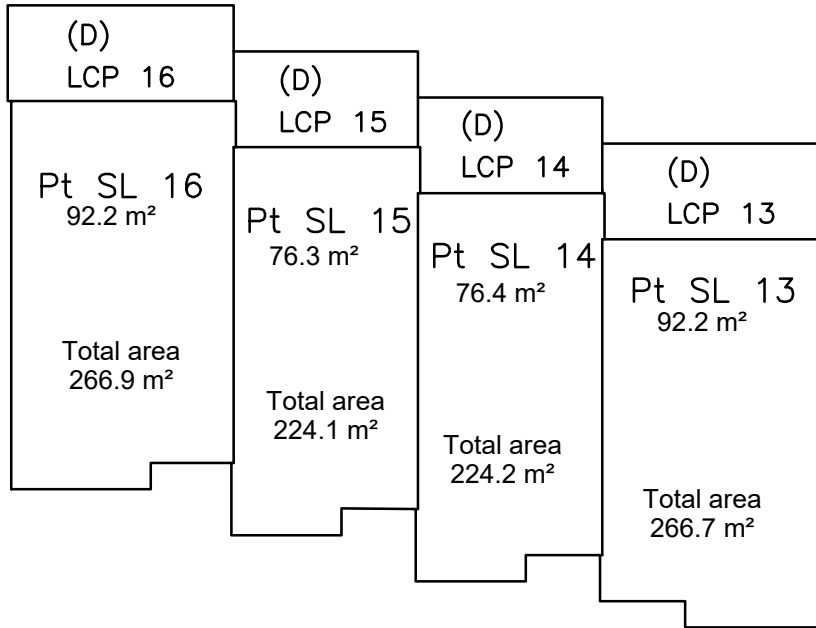 (D)
LCP 16
Pt SL 16
92.2 m²
Total area
266.9 m²
(D)
LCP 15
Pt SL 15
76.3 m²
Total area
224.1 m²
(D)
LCP 14
Pt SL 14
76.4 m²
Total area
224.2 m²
(D)
LCP 13
Pt SL 13
92.2 m²
Total area
266.7 m²